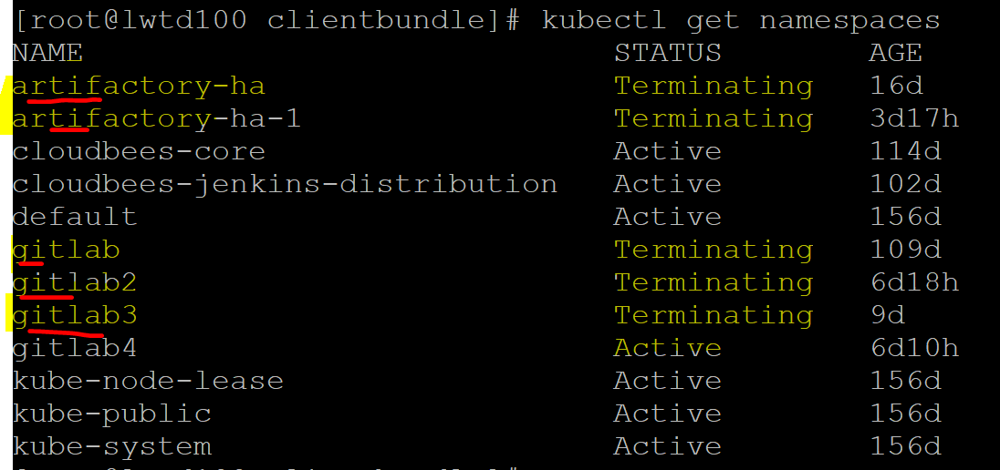 [root@lwtd100 clientbundle]# kubectl get namespaces
NAME STATUS AGE
artifactory-ha Terminating 16d
artifactory-ha-1 Terminating 3d17h
cloudbees-core Active 114d
cloudbees-jenkins-distribution Active 102d
default Active 156d
gitlab Terminating 109d
gitlab2 Terminating 6d18h
gitlab3 Terminating 9d
gitlab4 Active 6d10h
kube-node-lease Active 156d
kube-public Active 156d
kube-system Active 156d